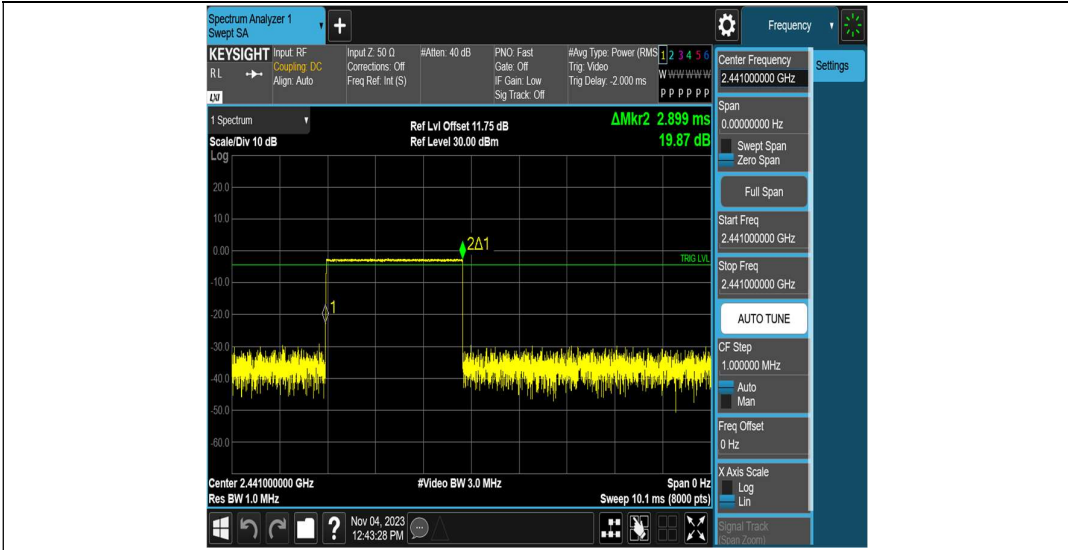 Spectrum Analyzer 1
Swept SA
Frequency
KEYSIGHT
RL
LXI
Input: RF
Coupling: DC
Align: Auto
Input Z: 50 Ω
Corrections: Off
Freq Ref: Int (S)
#Atten: 40 dB
PNO: Fast
Gate: Off
IF Gain: Low
Sig Track: Off
#Avg Type: Power (RMS
Trig: Video
Trig Delay: -2.000 ms
1 2 3 4 5 6
W W W W W W
P P P P P P
1 Spectrum
Scale/Div 10 dB
Ref Lvl Offset 11.75 dB
Ref Level 30.00 dBm
ΔMkr2 2.899 ms
19.87 dB
Log
20.0
10.0
0.00
-10.0
-20.0
-30.0
-40.0
-50.0
-60.0
2Δ1
1
TRIG LVL
Center 2.441000000 GHz
Res BW 1.0 MHz
#Video BW 3.0 MHz
Span 0 Hz
Sweep 10.1 ms (8000 pts)
?
Nov 04, 2023
12:43:28 PM
Center Frequency
2.441000000 GHz
Settings
Span
0.00000000 Hz
Swept Span
Zero Span
Full Span
Start Freq
2.441000000 GHz
Stop Freq
2.441000000 GHz
AUTO TUNE
CF Step
1.000000 MHz
Auto
Man
Freq Offset
0 Hz
X Axis Scale
Log
Lin
Signal Track
(Span Zoom)